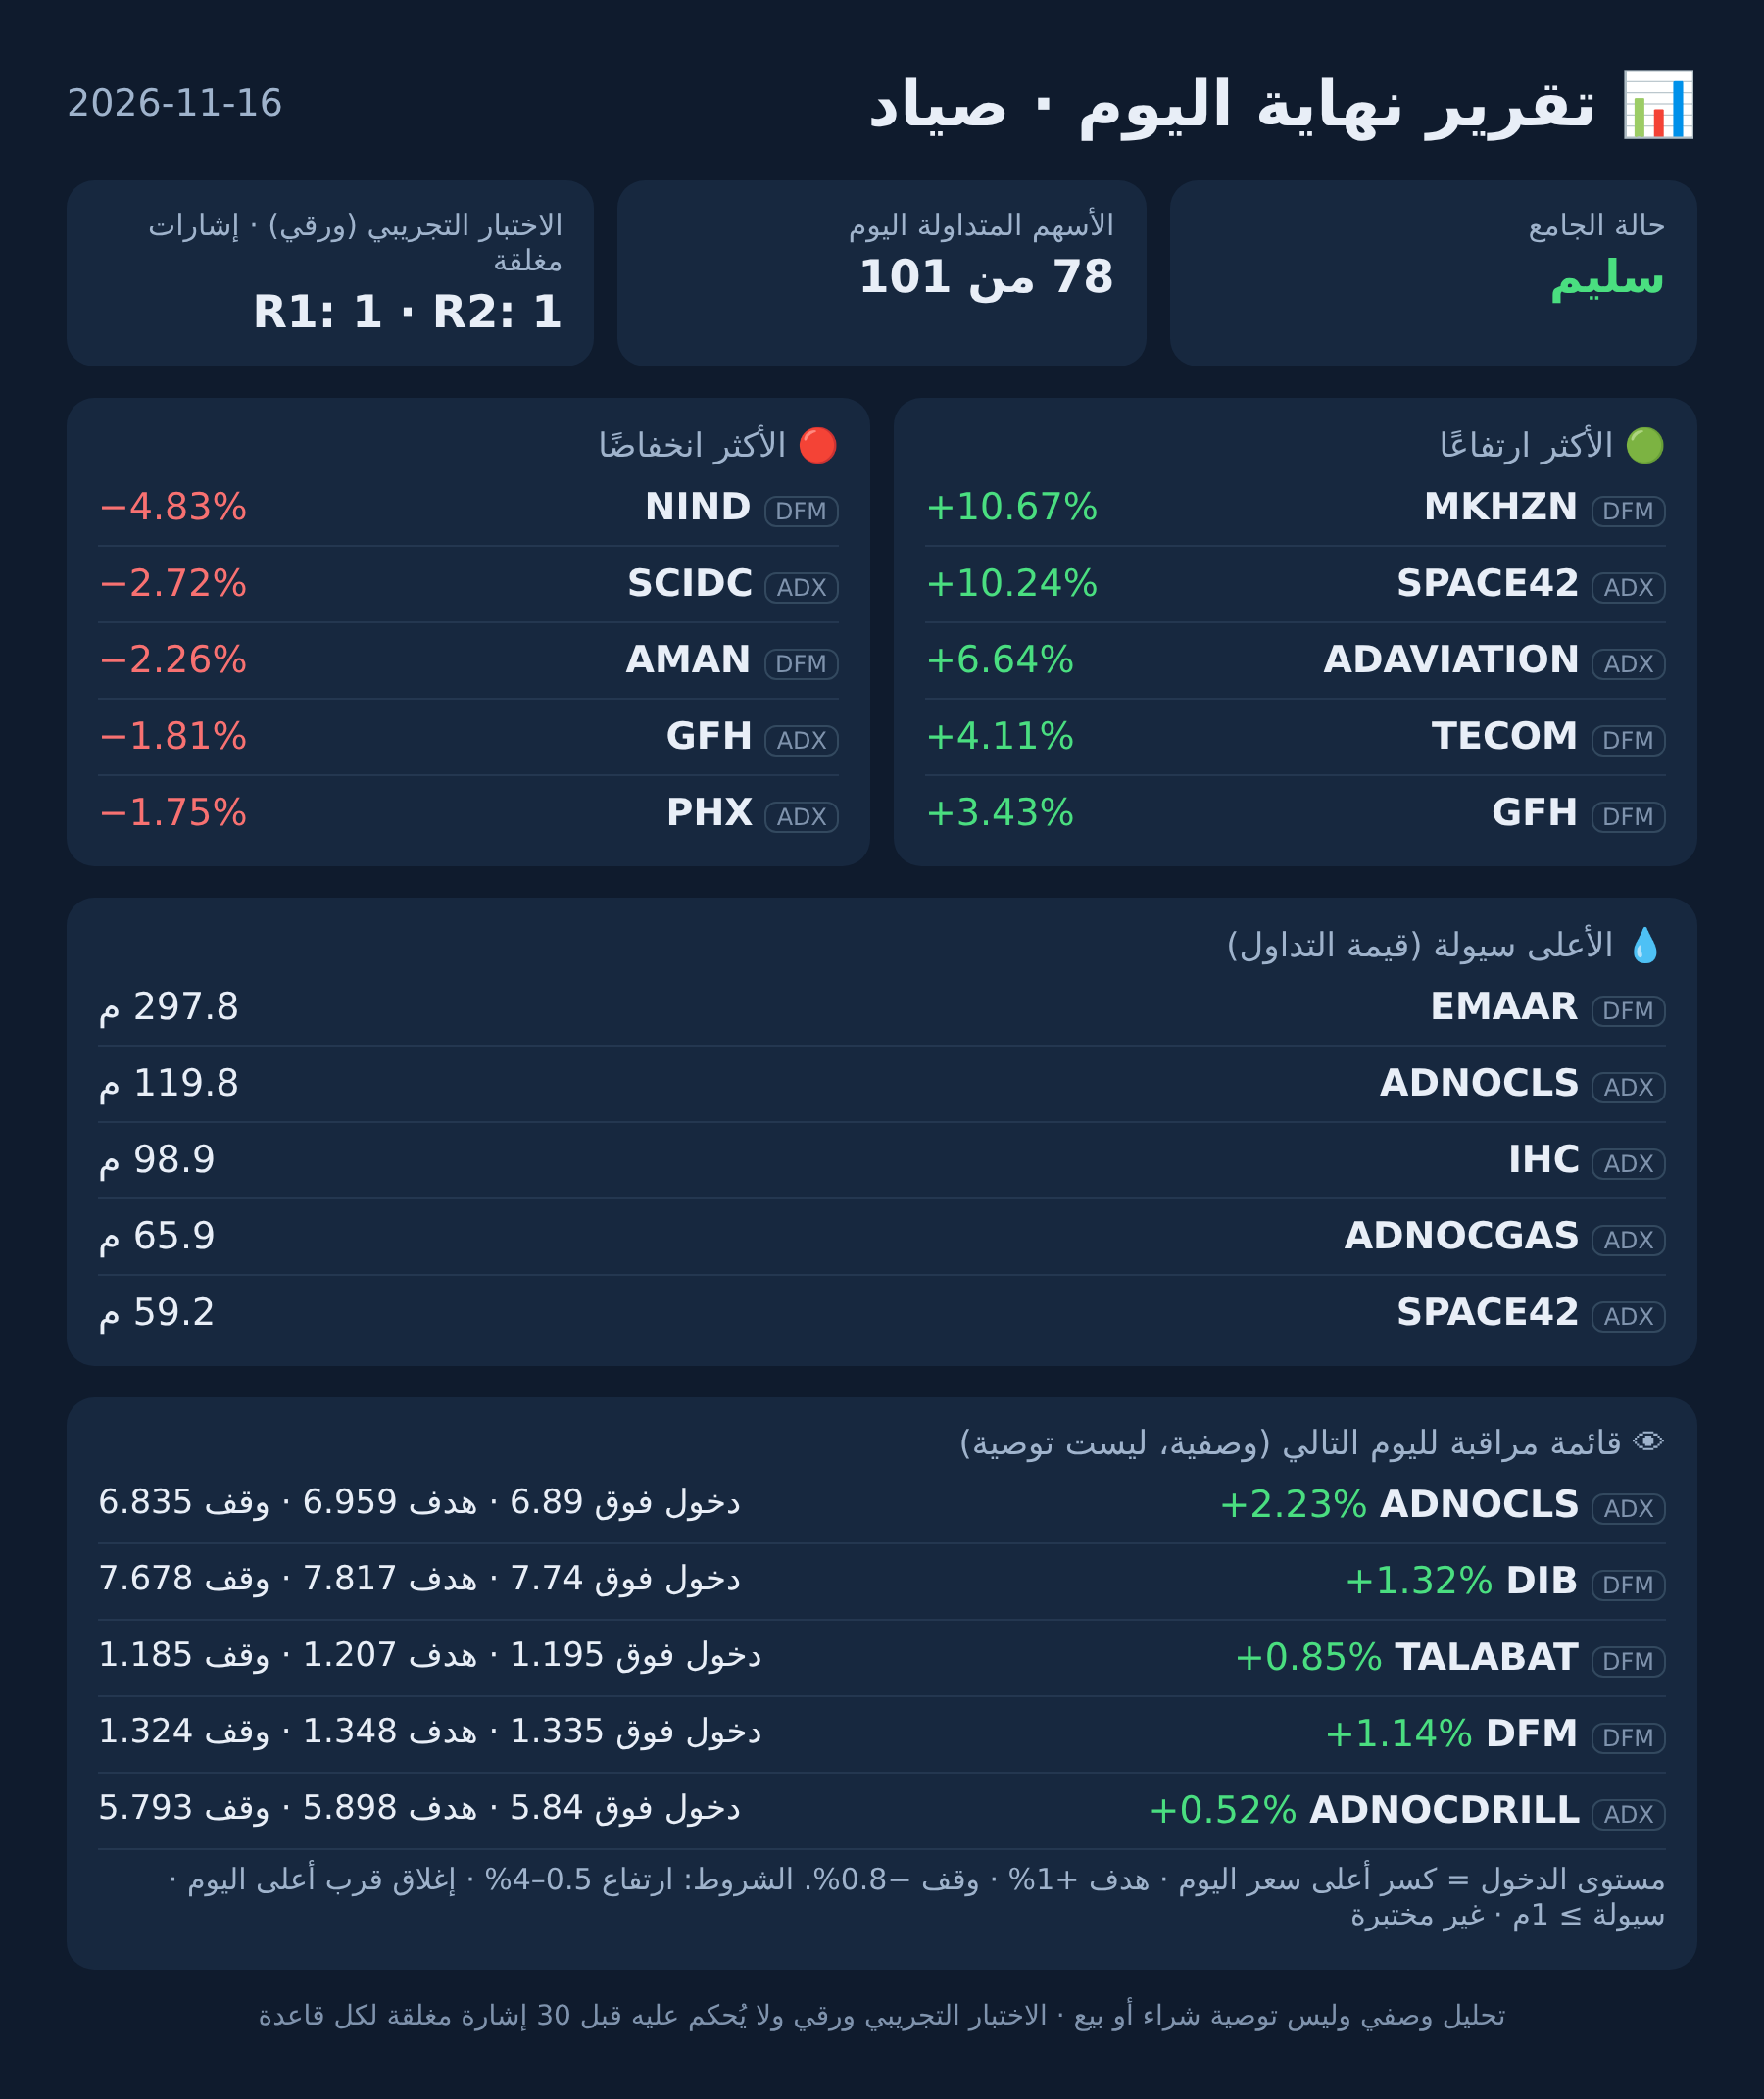 📊 تقرير نهاية اليوم · صياد
2026-11-16
حالة الجامع
سليم
الأسهم المتداولة اليوم
78 من 101
الاختبار التجريبي (ورقي) · إشارات
مغلقة
R1: 1 · R2: 1
🟢 الأكثر ارتفاعًا
DFM MKHZN +10.67%
ADX SPACE42 +10.24%
ADX ADAVIATION +6.64%
DFM TECOM +4.11%
DFM GFH +3.43%
🔴 الأكثر انخفاضًا
DFM NIND −4.83%
ADX SCIDC −2.72%
DFM AMAN −2.26%
ADX GFH −1.81%
ADX PHX −1.75%
💧 الأعلى سيولة (قيمة التداول)
DFM EMAAR 297.8 م
ADX ADNOCLS 119.8 م
ADX IHC 98.9 م
ADX ADNOCGAS 65.9 م
ADX SPACE42 59.2 م
👁 قائمة مراقبة لليوم التالي (وصفية، ليست توصية)
ADX ADNOCLS +2.23% دخول فوق 6.89 · هدف 6.959 · وقف 6.835
DFM DIB +1.32% دخول فوق 7.74 · هدف 7.817 · وقف 7.678
DFM TALABAT +0.85% دخول فوق 1.195 · هدف 1.207 · وقف 1.185
DFM DFM +1.14% دخول فوق 1.335 · هدف 1.348 · وقف 1.324
ADX ADNOCDRILL +0.52% دخول فوق 5.84 · هدف 5.898 · وقف 5.793
مستوى الدخول = كسر أعلى سعر اليوم · هدف +1% · وقف −0.8%. الشروط: ارتفاع 0.5–4% · إغلاق قرب أعلى اليوم ·
سيولة ≥ 1م · غير مختبرة
تحليل وصفي وليس توصية شراء أو بيع · الاختبار التجريبي ورقي ولا يُحكم عليه قبل 30 إشارة مغلقة لكل قاعدة